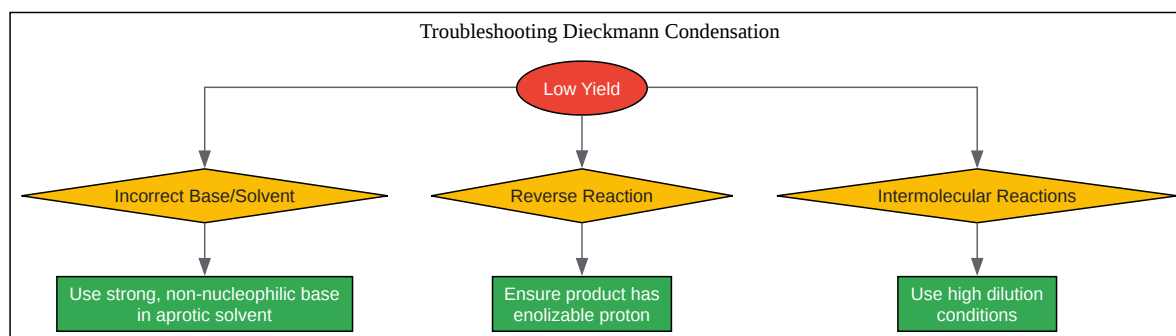 Troubleshooting Dieckmann Condensation
Low Yield
Incorrect Base/Solvent
Reverse Reaction
Intermolecular Reactions
Use strong, non-nucleophilic base
in aprotic solvent
Ensure product has
enolizable proton
Use high dilution
conditions